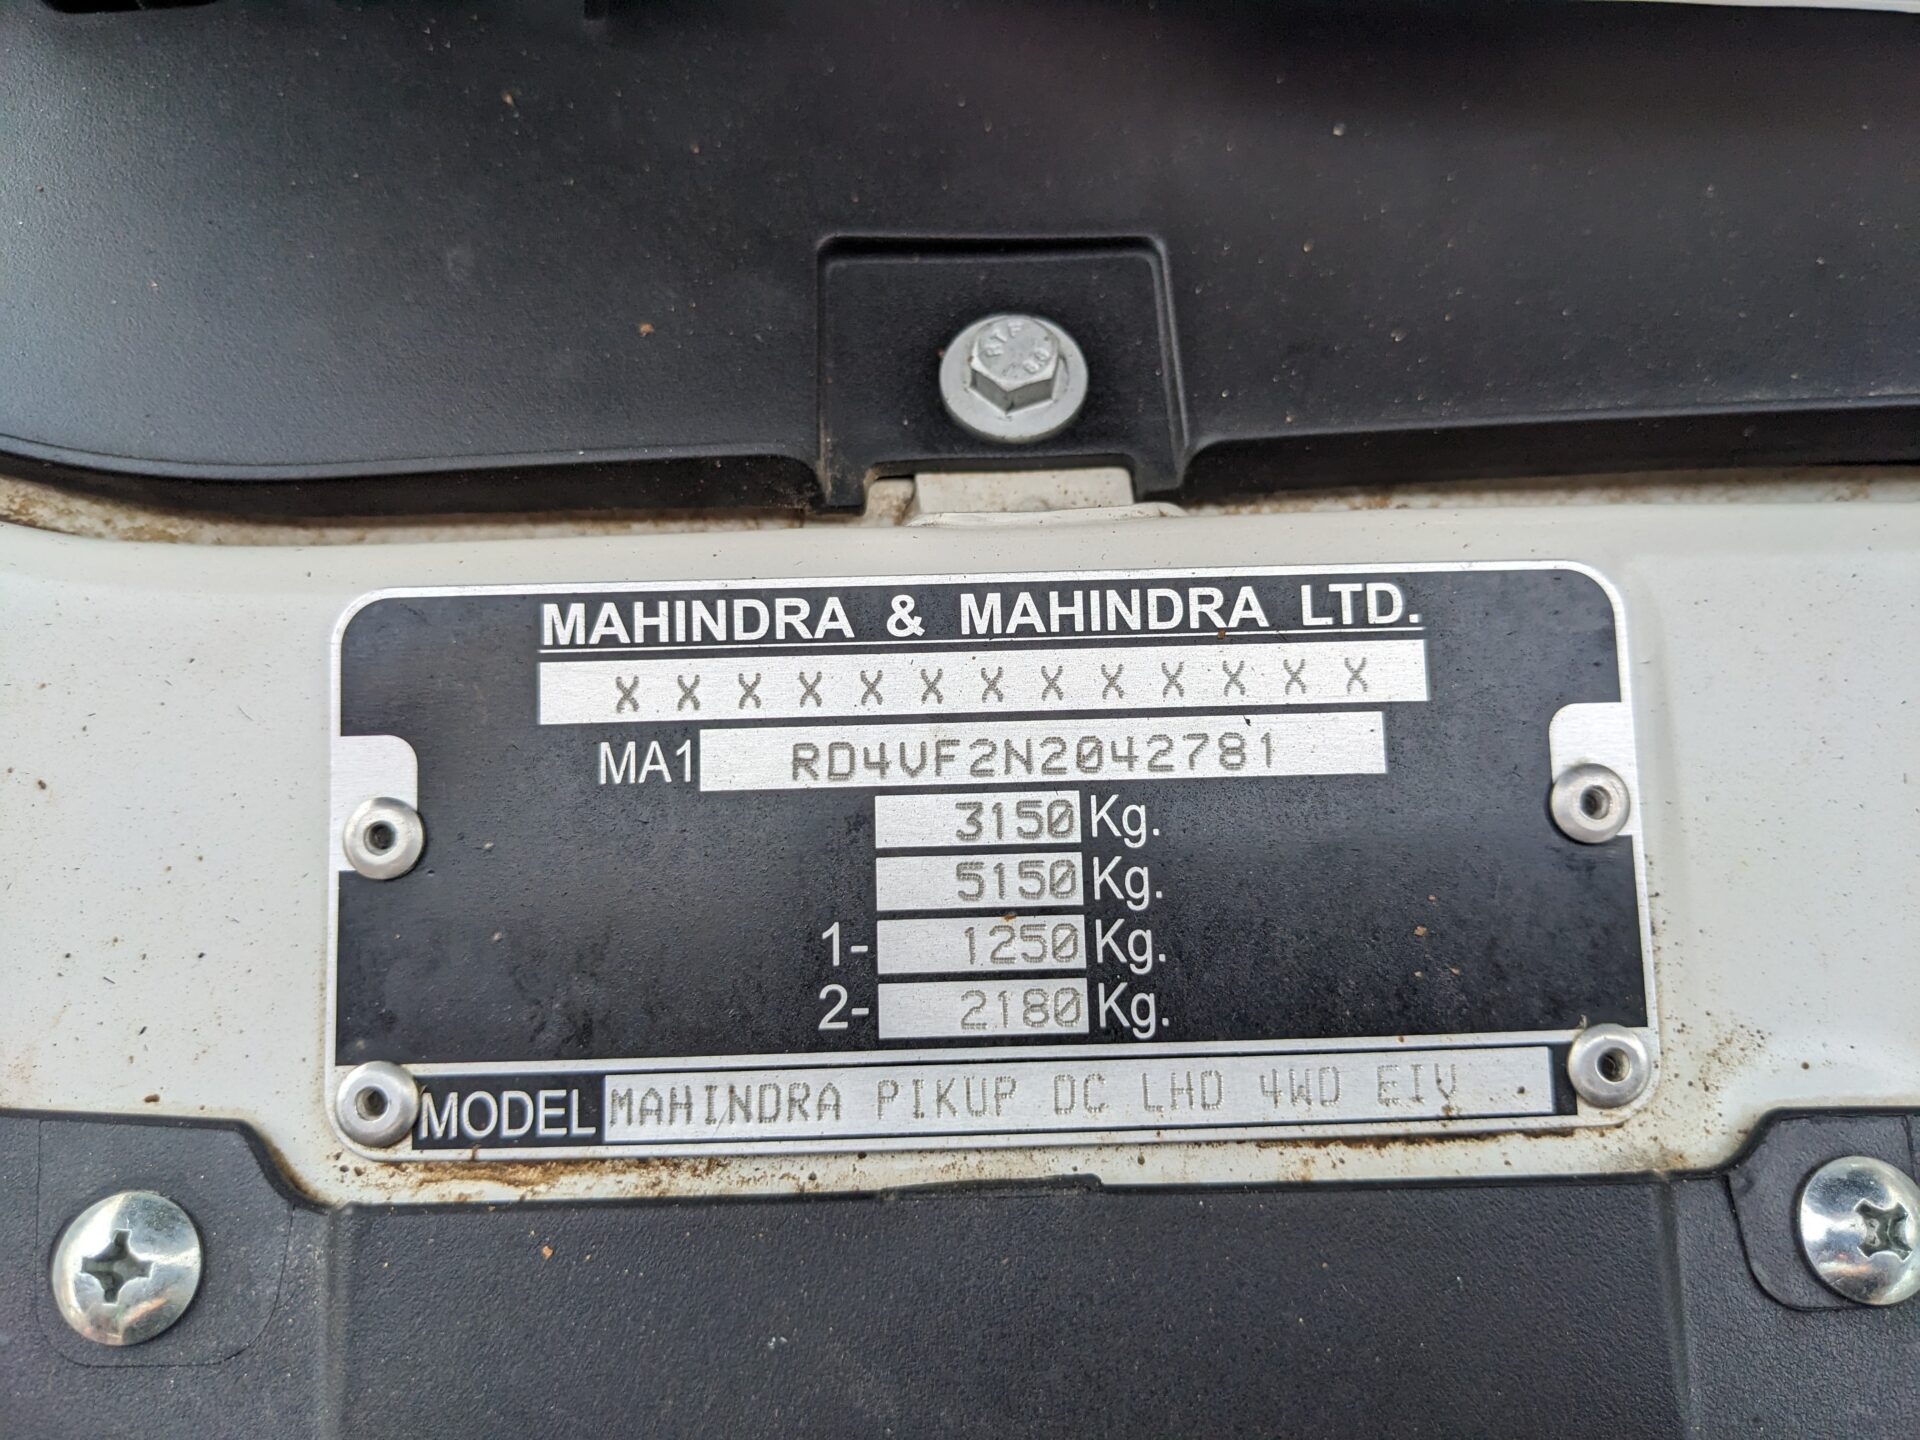 MAHINDRA & MAHINDRA LTD.
X X X X X X X X X X X X X
MA1 RD4VF2N2O42781
3150 Kg.
5150 Kg.
1- 1250 Kg.
2- 2180 Kg.
MODEL MAHINDRA PIKUP DC LHD 4WD EIV